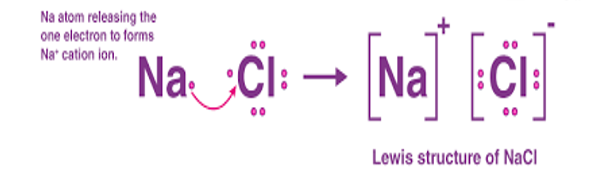 Na atom releasing the
one electron to forms
Na⁺ cation ion.
Na Cl → [Na]⁺ [Cl]⁻
Lewis structure of NaCl